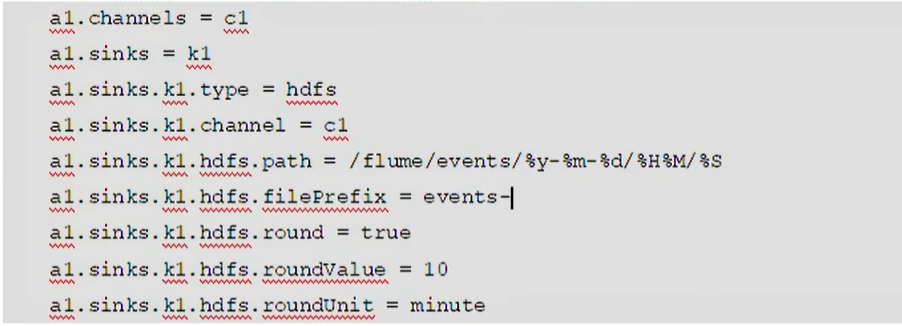 a1.channels = c1
a1.sinks = k1
a1.sinks.k1.type = hdfs
a1.sinks.k1.channel = c1
a1.sinks.k1.hdfs.path = /flume/events/%y-%m-%d/%H%M/%S
a1.sinks.k1.hdfs.filePrefix = events-
a1.sinks.k1.hdfs.round = true
a1.sinks.k1.hdfs.roundValue = 10
a1.sinks.k1.hdfs.roundUnit = minute